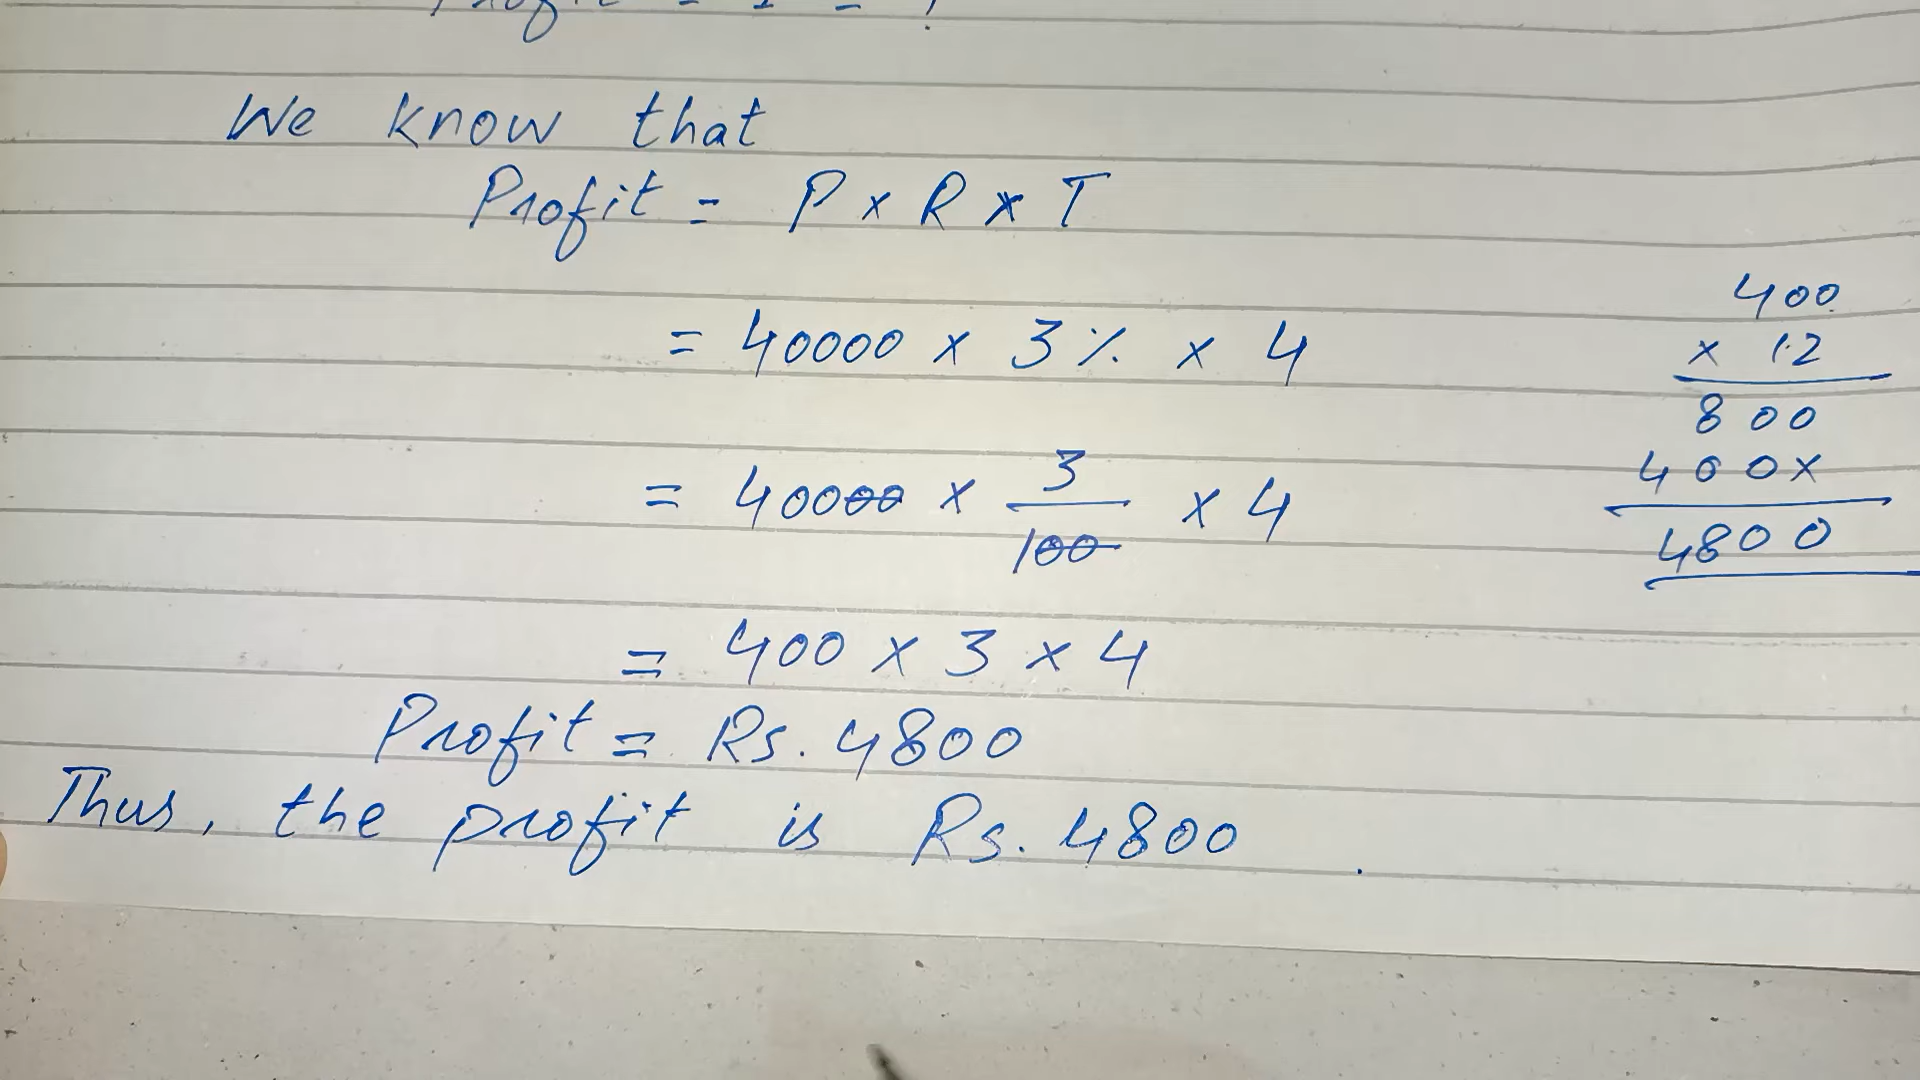 Profit = I = ?
We know that
Profit = P × R × T
= 40000 × 3% × 4
= 40000 × 3/100 × 4
= 400 × 3 × 4
Profit = Rs. 4800
Thus, the profit is Rs. 4800.
400
× 12
800
400×
4800